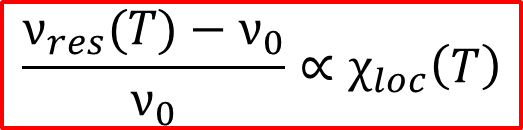 (ν_res(T) − ν_0) / ν_0 ∝ χ_loc(T)